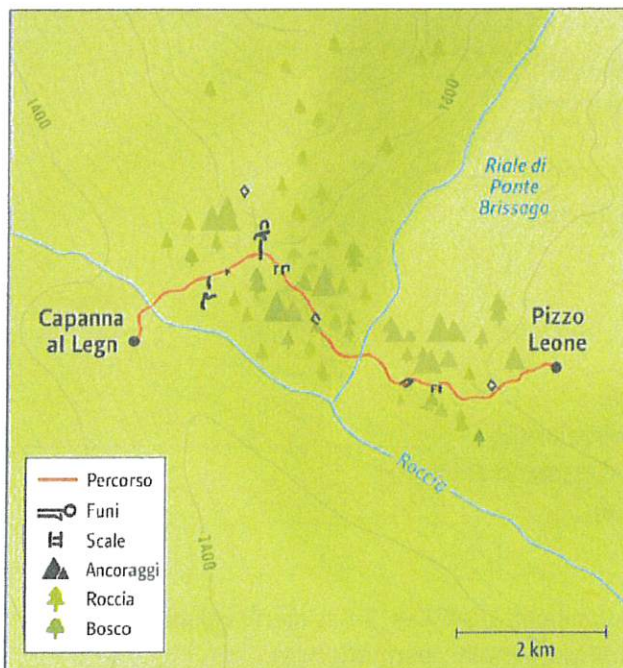 1400
1600
Riale di
Ponte
Brissago
Capanna
al Legn
Pizzo
Leone
Roccia
1400
Percorso
Funi
Scale
Ancoraggi
Roccia
Bosco
2 km